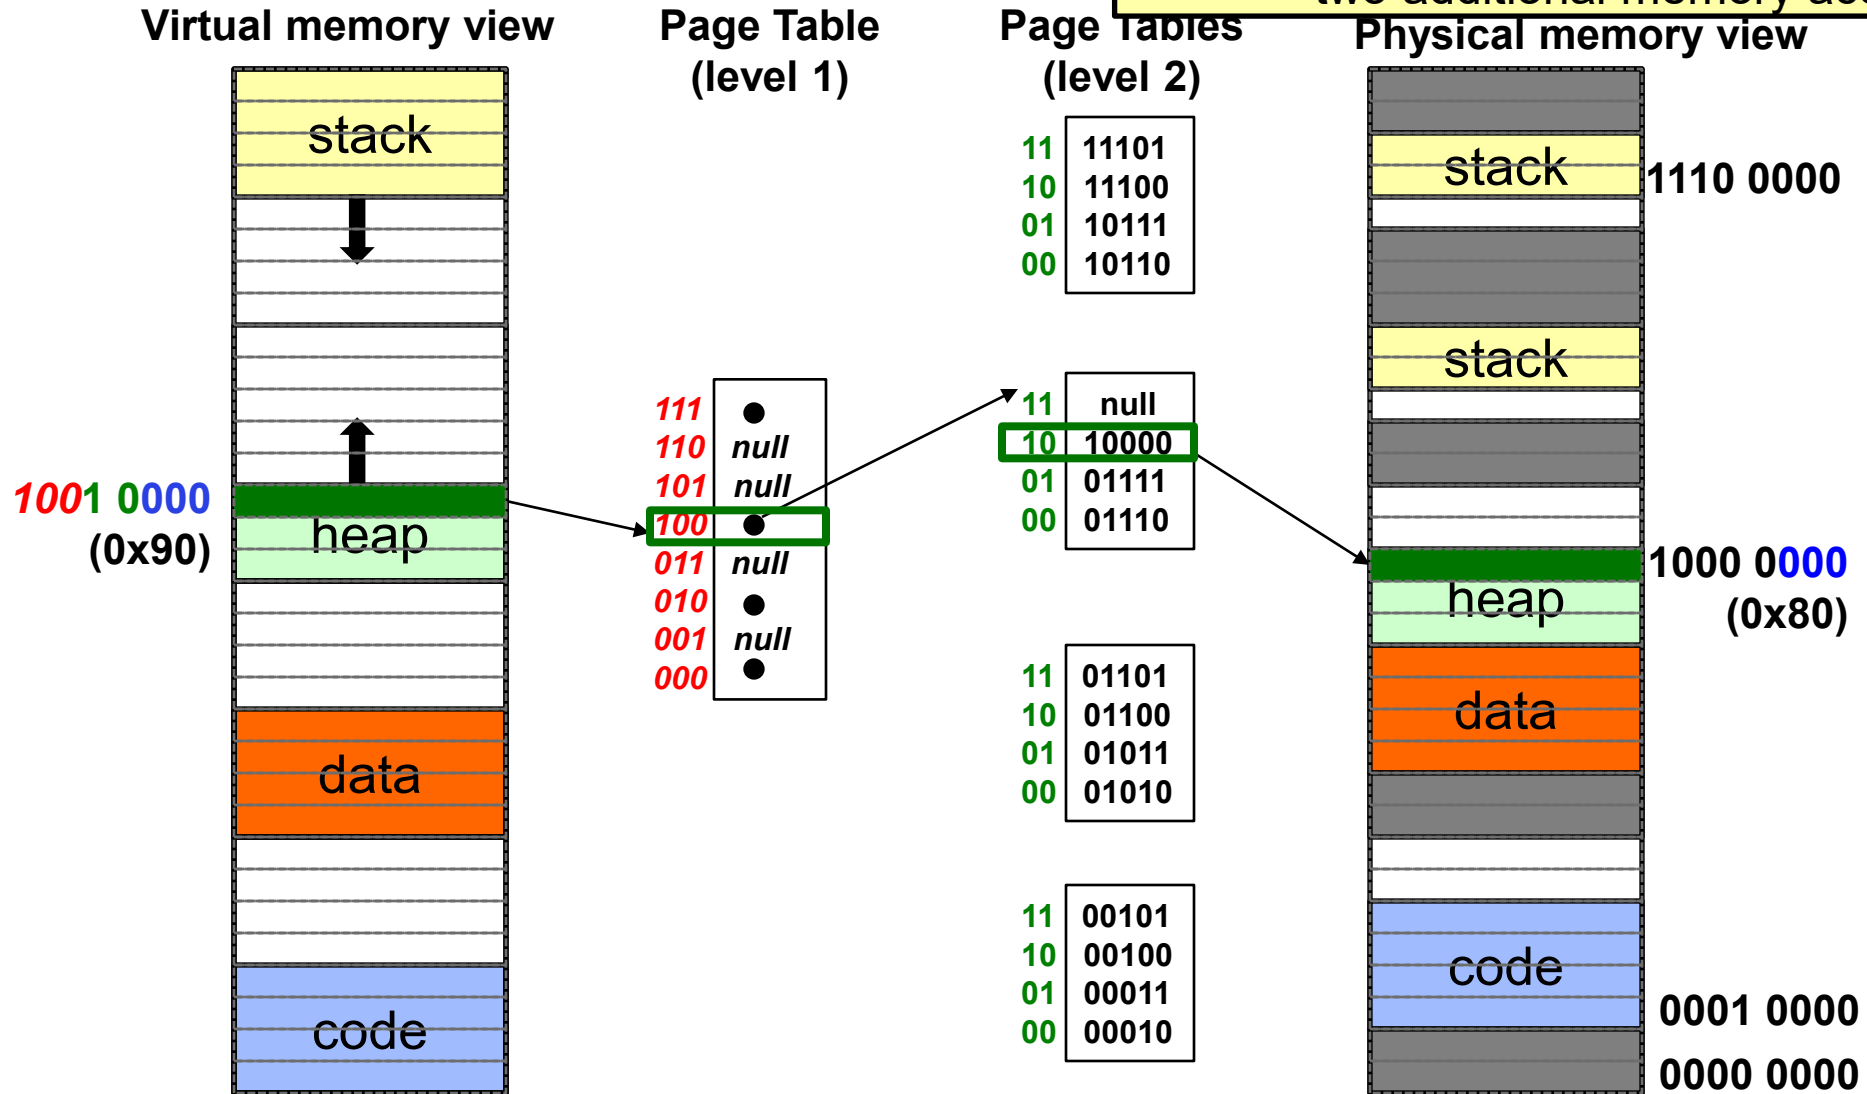 two additional memory
Virtual memory view
Page Table
(level 1)
Page Tables
(level 2)
Physical memory view
stack
1001 0000
(0x90)
heap
data
code
111
110 null
101 null
100
011 null
010
001 null
000
11 11101
10 11100
01 10111
00 10110
11 null
10 10000
01 01111
00 01110
11 01101
10 01100
01 01011
00 01010
11 00101
10 00100
01 00011
00 00010
stack
1110 0000
stack
1000 0000
(0x80)
heap
data
code
0001 0000
0000 0000